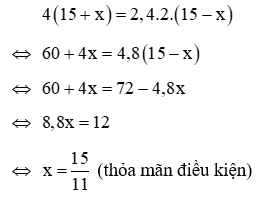 4(15 + x) = 2,4.2.(15 − x)
⇔ 60 + 4x = 4,8(15 − x)
⇔ 60 + 4x = 72 − 4,8x
⇔ 8,8x = 12
⇔ x = 15/11 (thỏa mãn điều kiện)